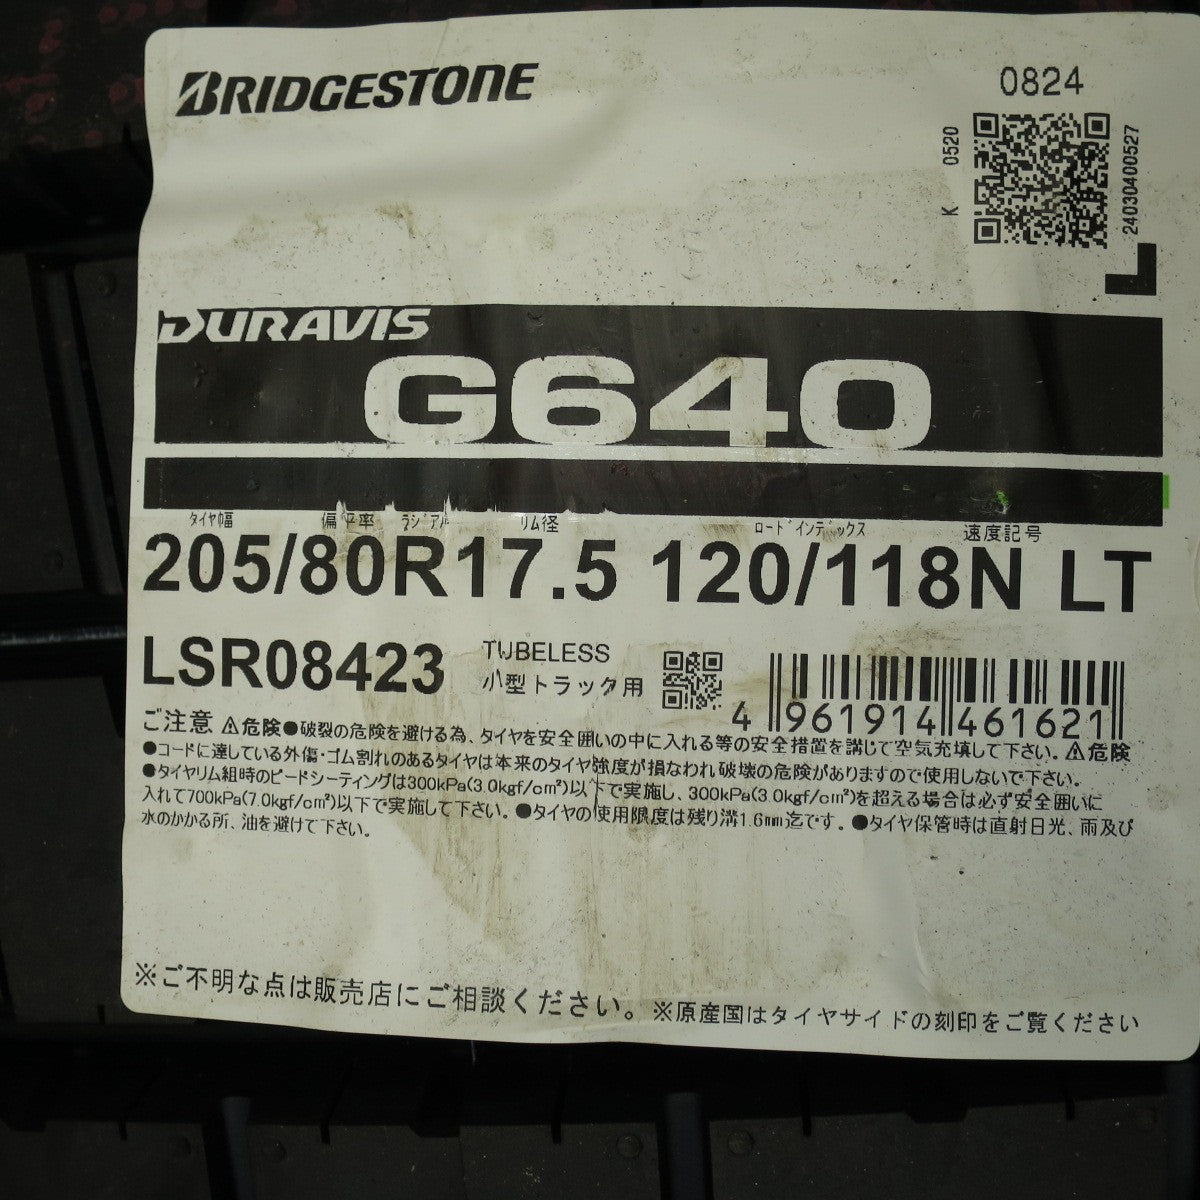 BRIDGESTONE
0824
K 0520
24030400527
L
DURAVIS
G640
タイヤ幅 偏平率 ラジアル リム径 ロードインデックス 速度記号
205/80R17.5 120/118N LT
LSR08423
TUBELESS
小型トラック用
4 961914 461621
ご注意 ⚠危険●破裂の危険を避ける為、タイヤを安全囲いの中に入れる等の安全措置を講じて空気充填して下さい。⚠危険
●コードに達している外傷・ゴム割れのあるタイヤは本来のタイヤ強度が損なわれ破壊の危険がありますので使用しないで下さい。
●タイヤリム組時のビードシーティングは300kPa(3.0kgf/cm²)以下で実施し、300kPa(3.0kgf/cm²)を超える場合は必ず安全囲いに
入れて700kPa(7.0kgf/cm²)以下で実施して下さい。●タイヤの使用限度は残り溝1.6mm迄です。●タイヤ保管時は直射日光、雨及び
水のかかる所、油を避けて下さい。
※ご不明な点は販売店にご相談ください。※原産国はタイヤサイドの刻印をご覧ください